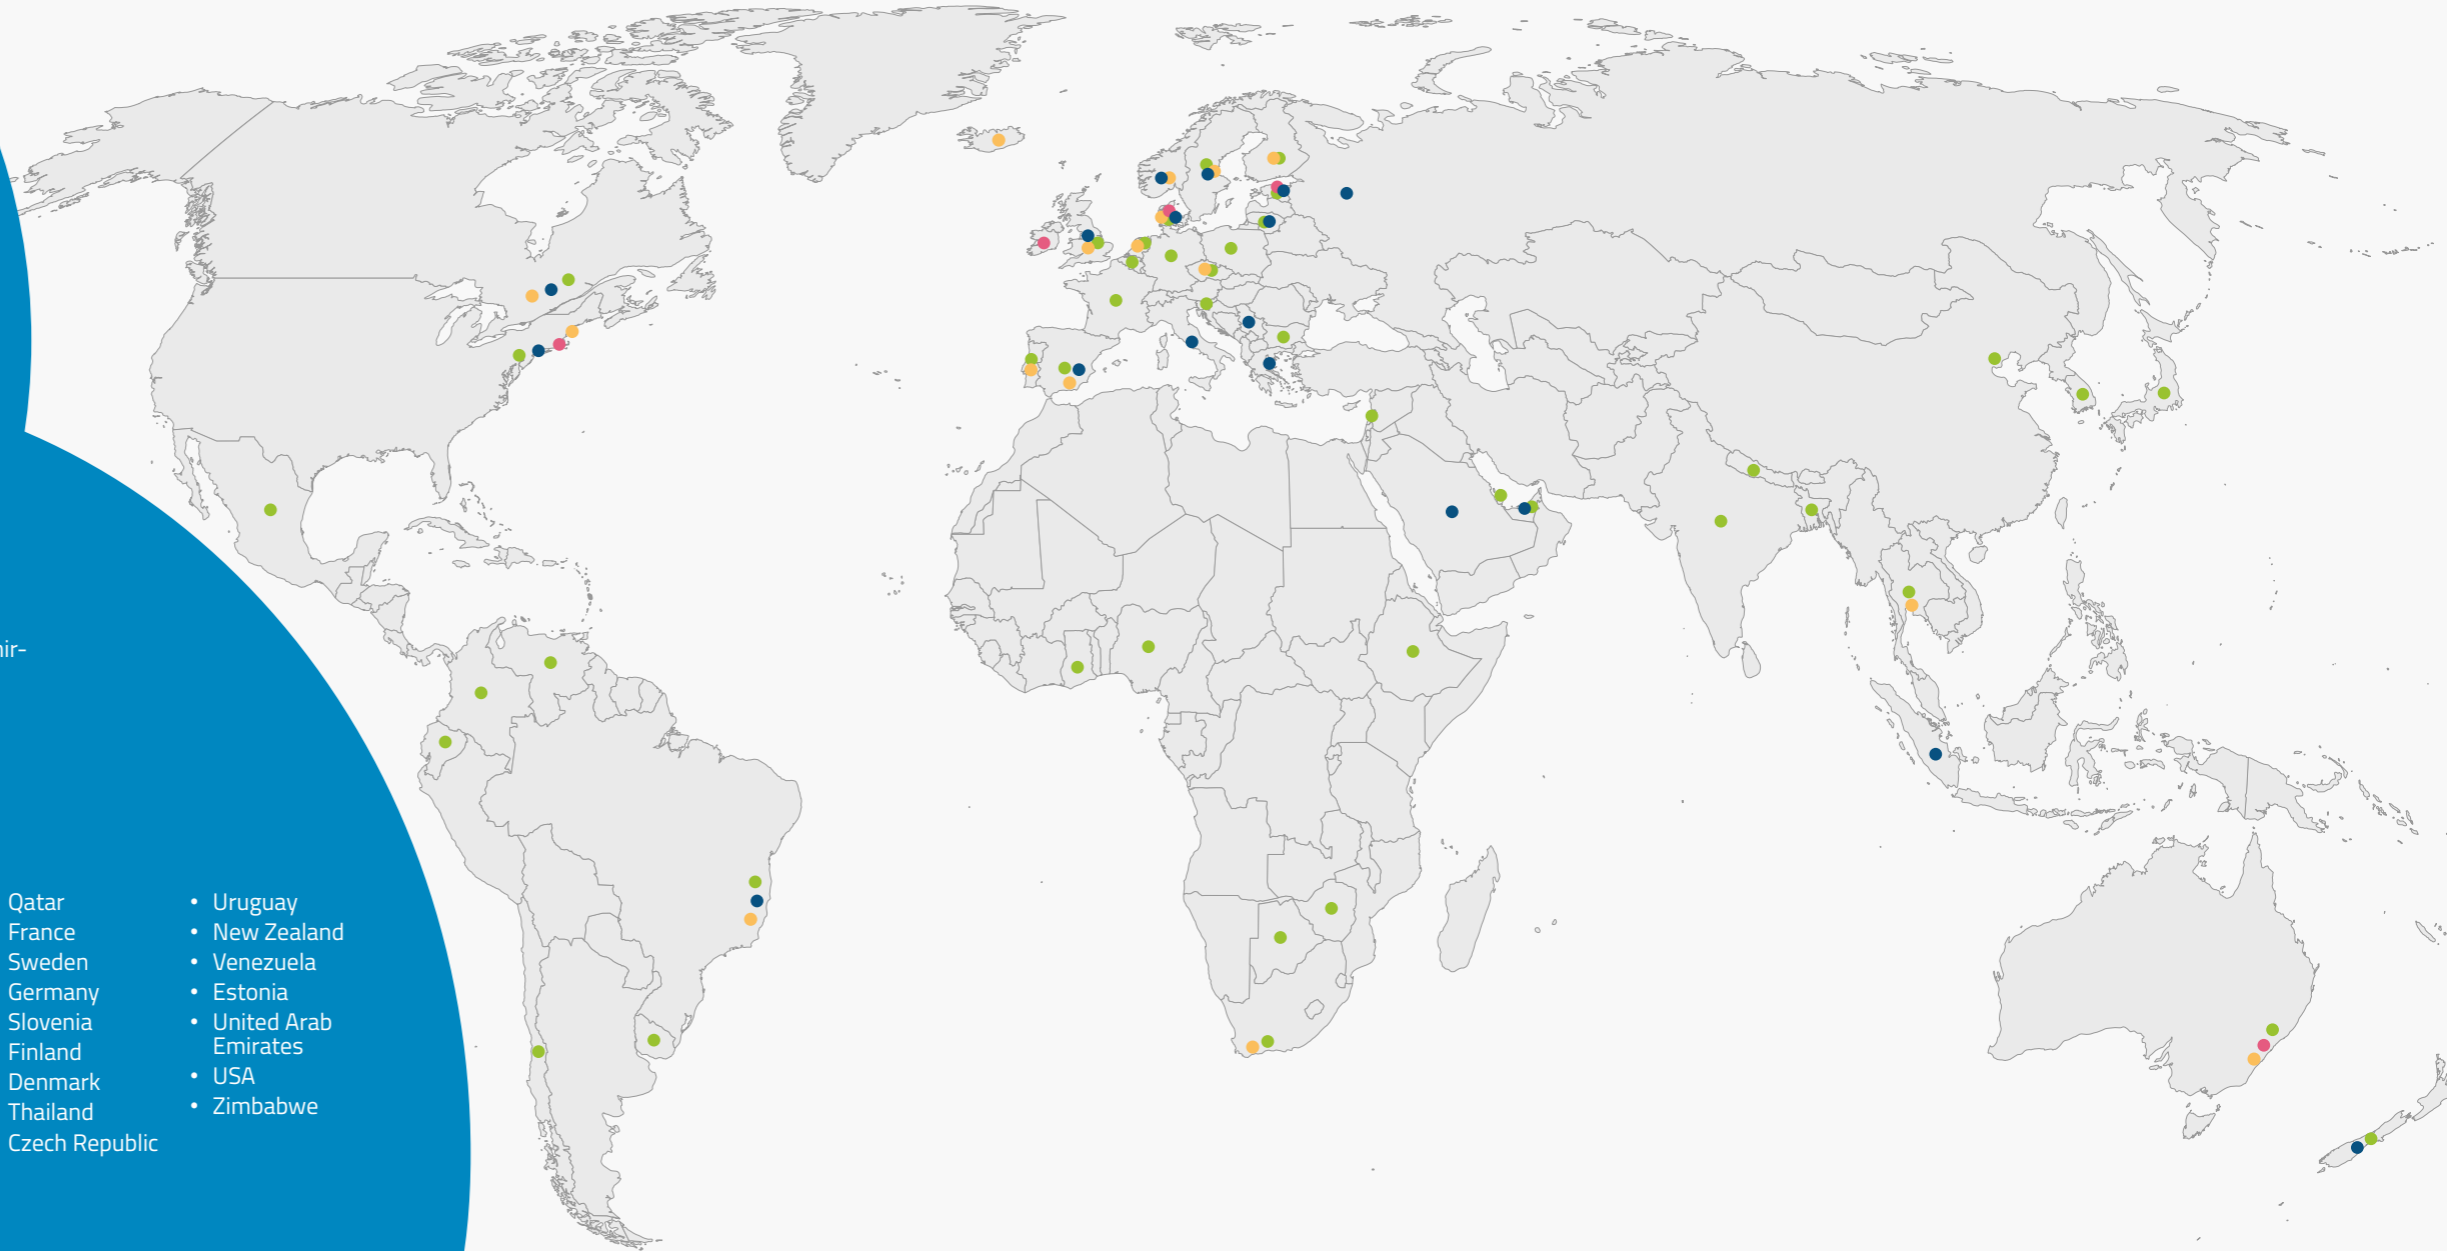 Qatar
France
Sweden
Germany
Slovenia
Finland
Denmark
Thailand
Czech Republic
• Uruguay
• New Zealand
• Venezuela
• Estonia
• United Arab
Emirates
• USA
• Zimbabwe